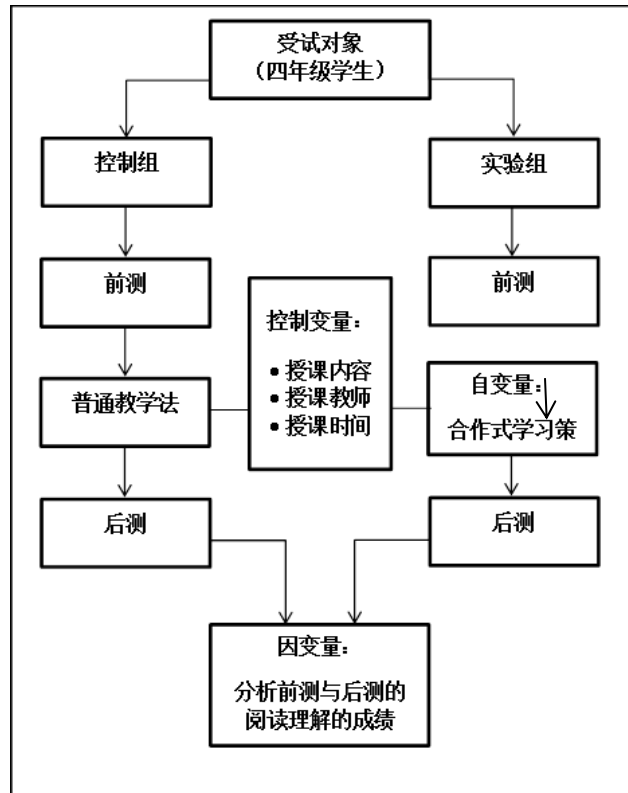 受试对象
（四年级学生）
控制组
实验组
前测
前测
控制变量：
• 授课内容
• 授课教师
• 授课时间
普通教学法
自变量：
合作式学习策
后测
后测
因变量：
分析前测与后测的
阅读理解的成绩